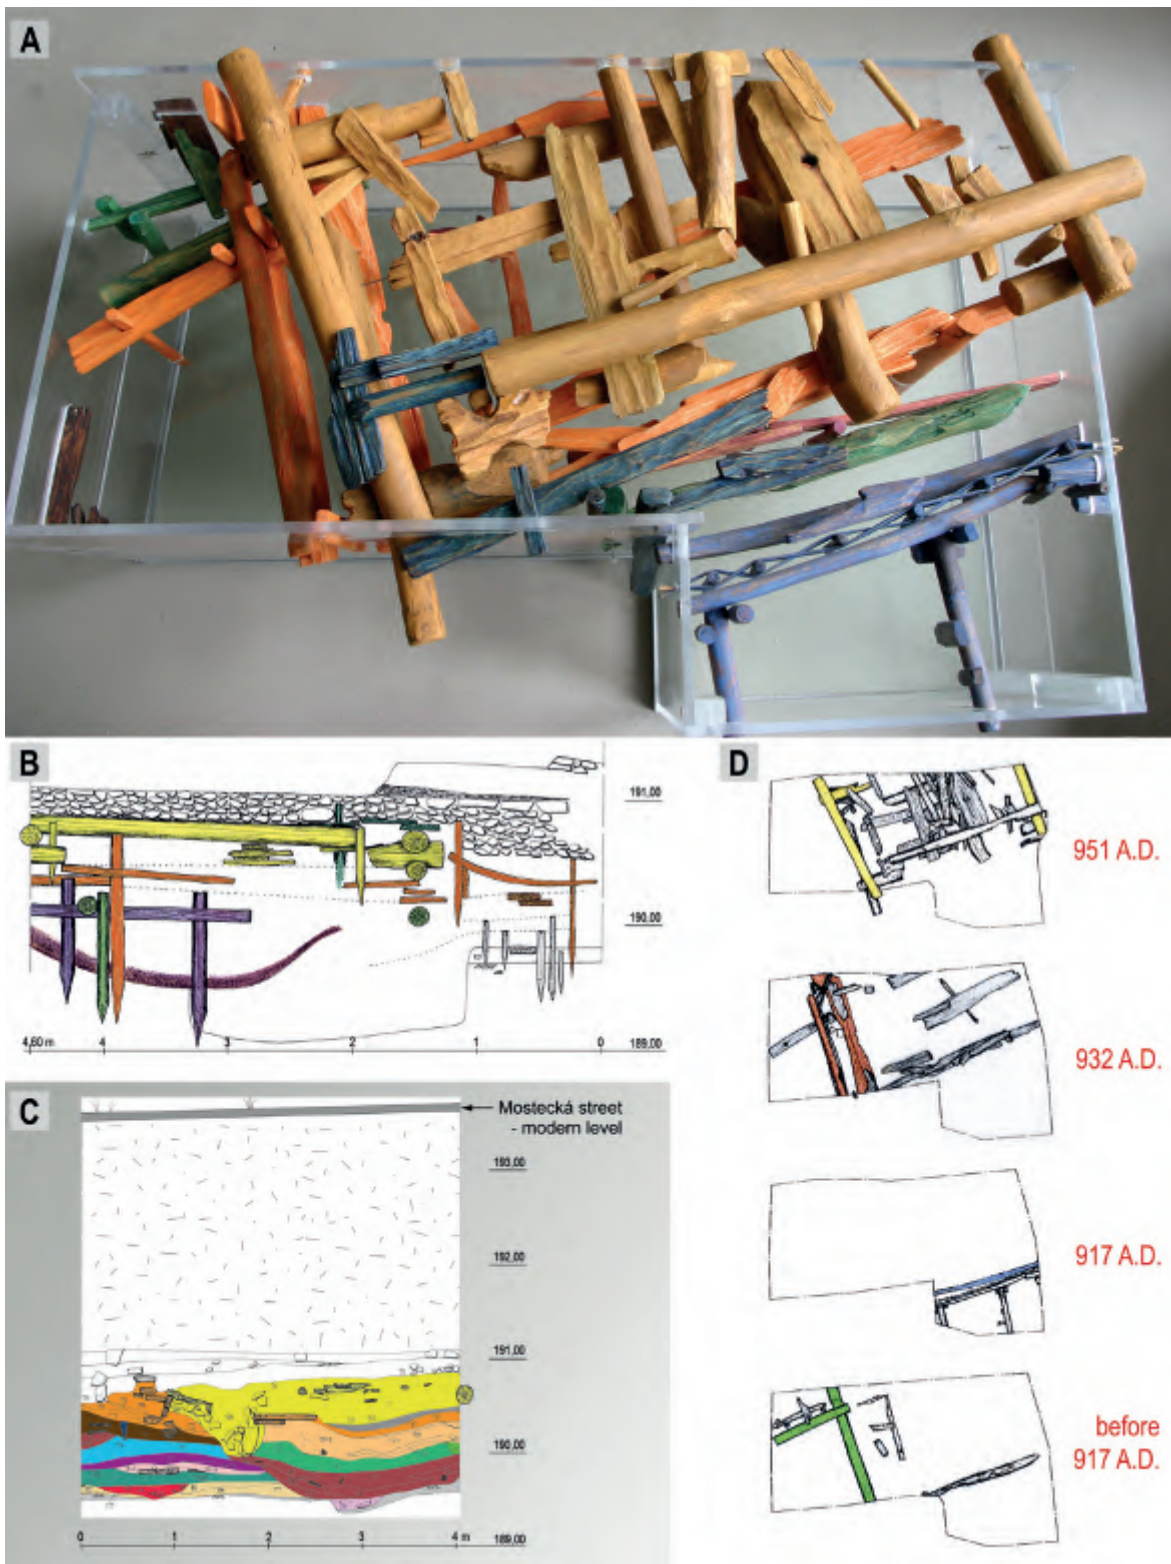 A
B
191,00
190,00
4,60 m 4 3 2 1 0 189,00
C
Mostecká street
- modern level
193,00
192,00
191,00
190,00
0 1 2 3 4 m 189,00
D
951 A.D.
932 A.D.
917 A.D.
before
917 A.D.